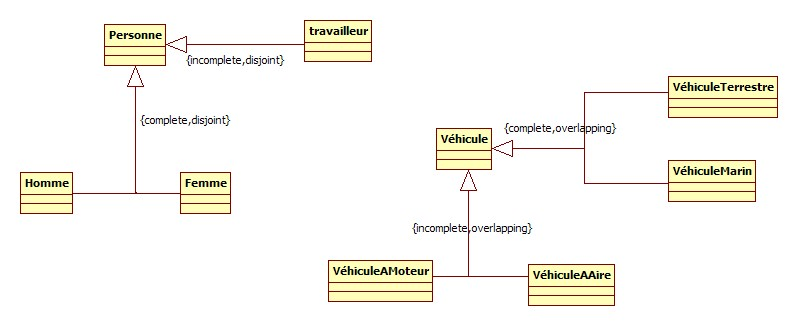 Personne
travailleur
{incomplete,disjoint}
{complete,disjoint}
Homme
Femme
VéhiculeTerrestre
Véhicule
{complete,overlapping}
VéhiculeMarin
{incomplete,overlapping}
VéhiculeAMoteur
VéhiculeAAire